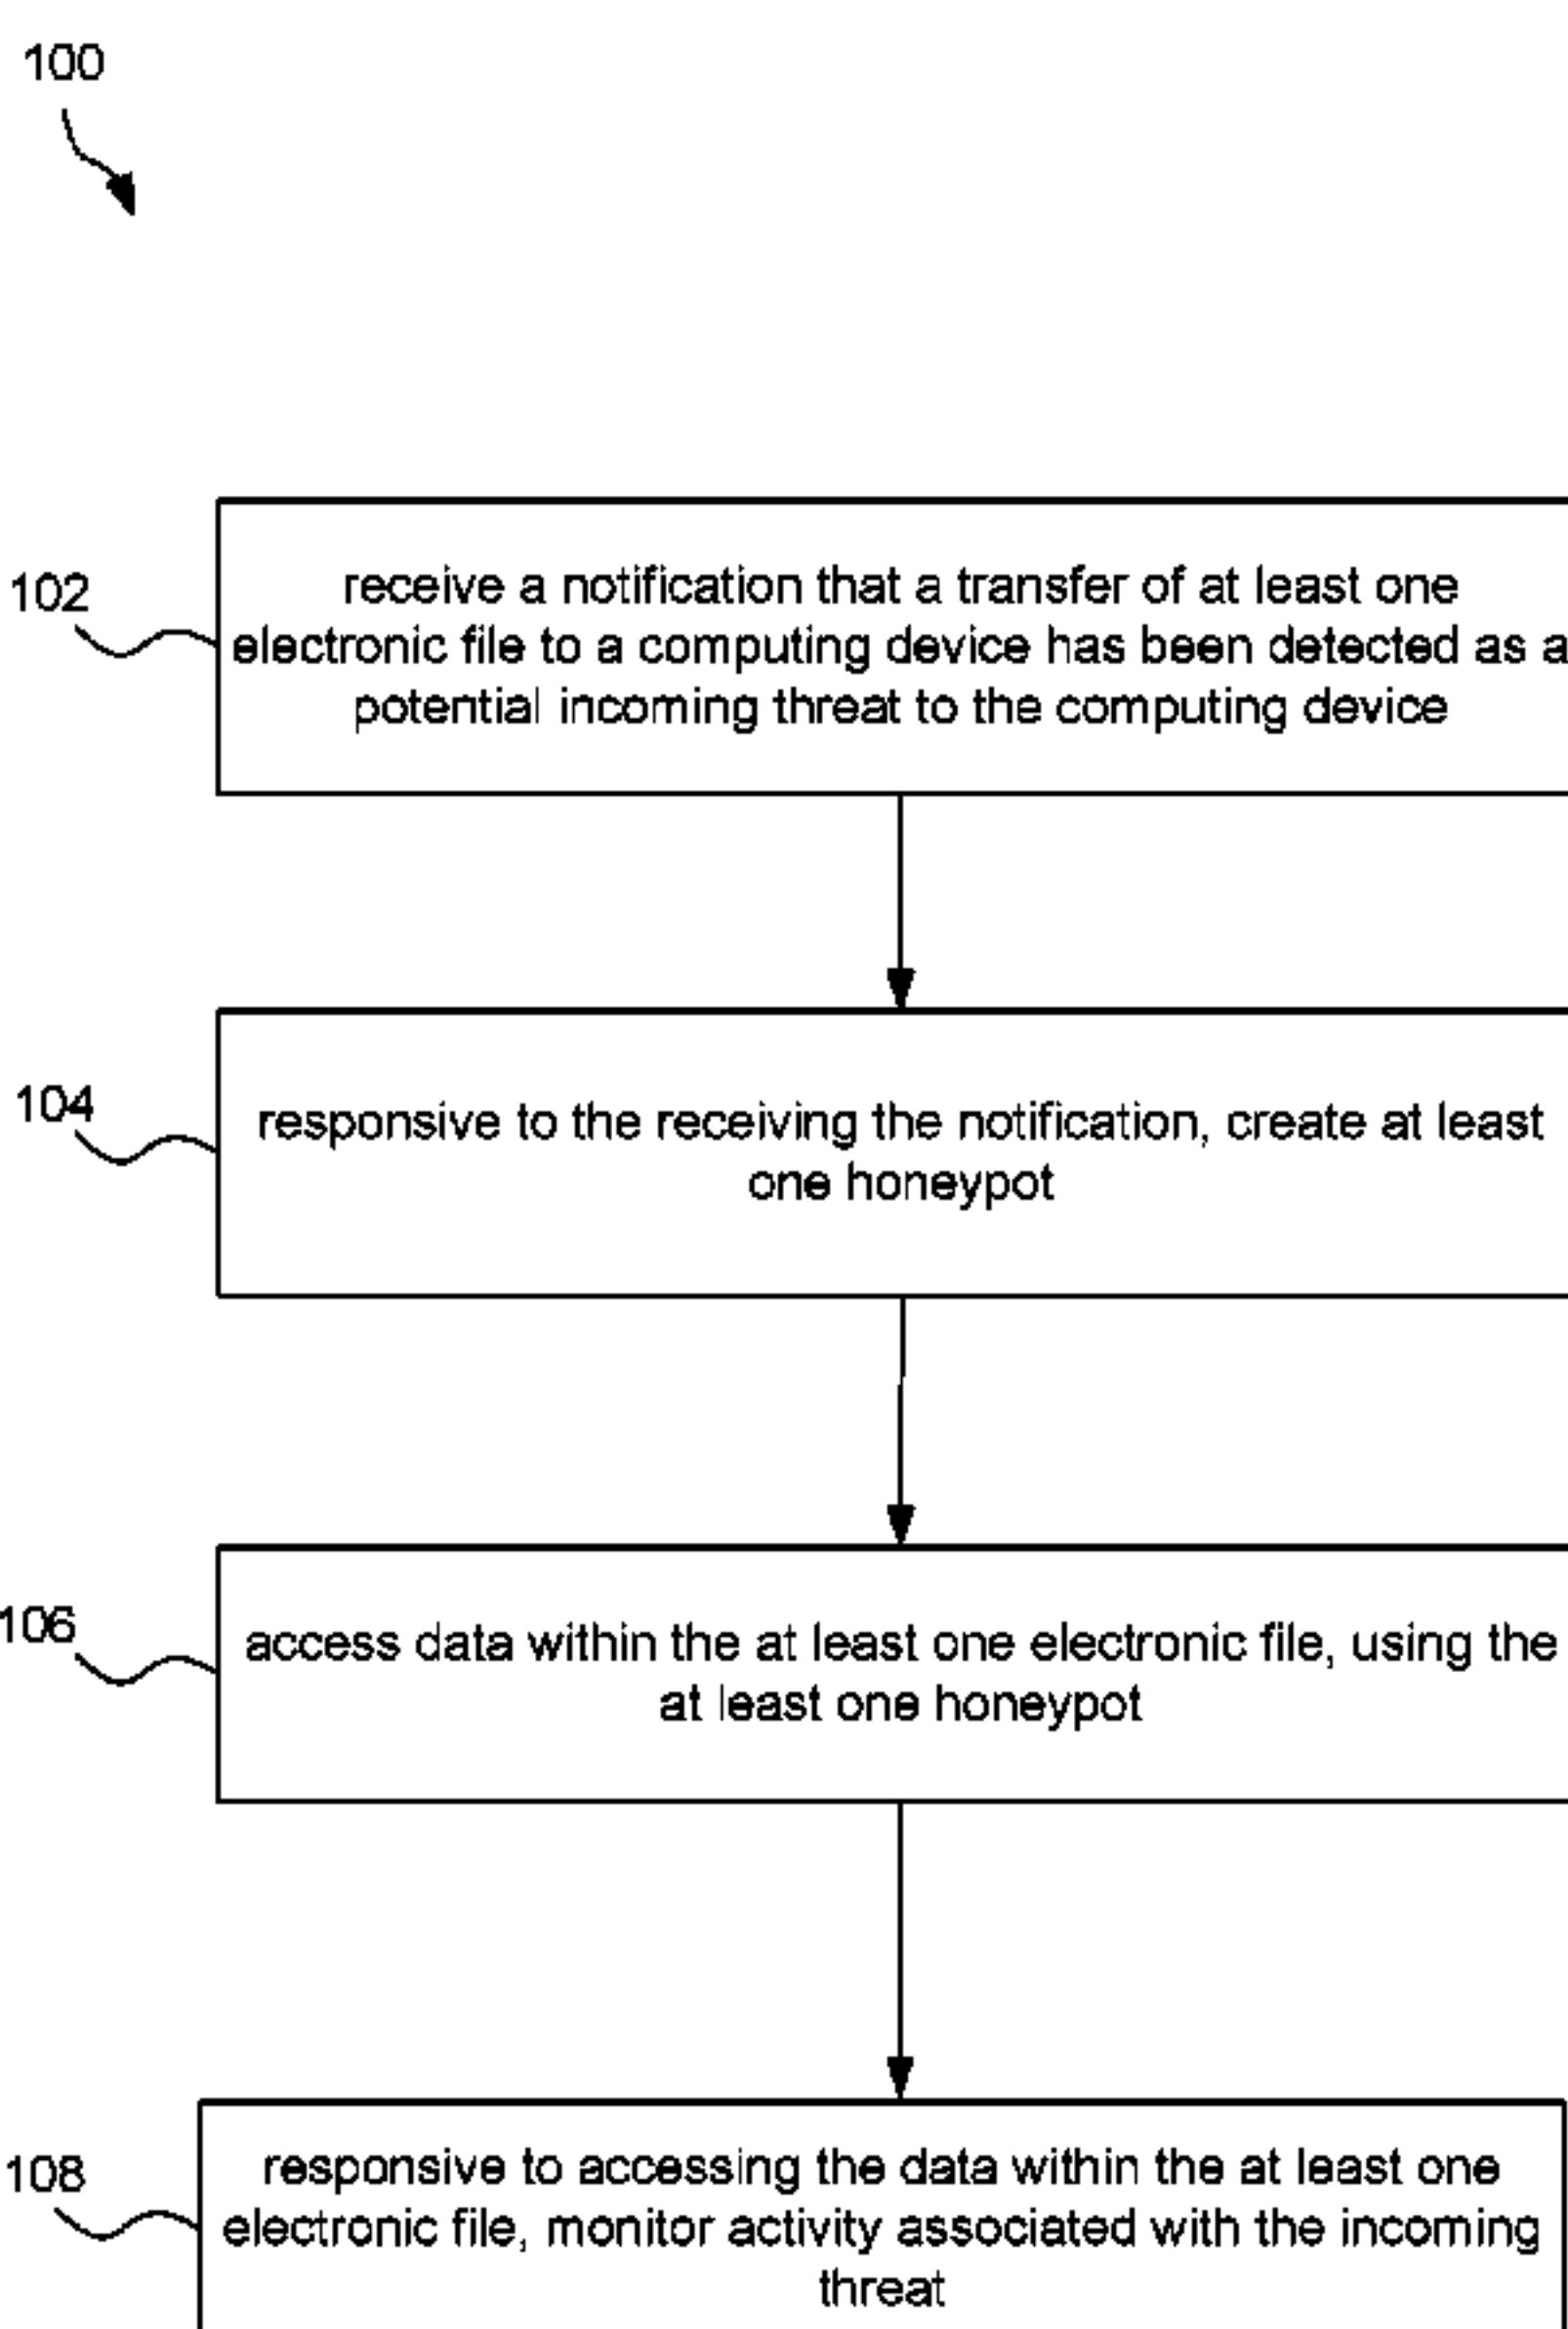 100
102
receive a notification that a transfer of at least one
electronic file to a computing device has been detected as a
potential incoming threat to the computing device
104
responsive to the receiving the notification, create at least
one honeypot
106
access data within the at least one electronic file, using the
at least one honeypot
108
responsive to accessing the data within the at least one
electronic file, monitor activity associated with the incoming
threat